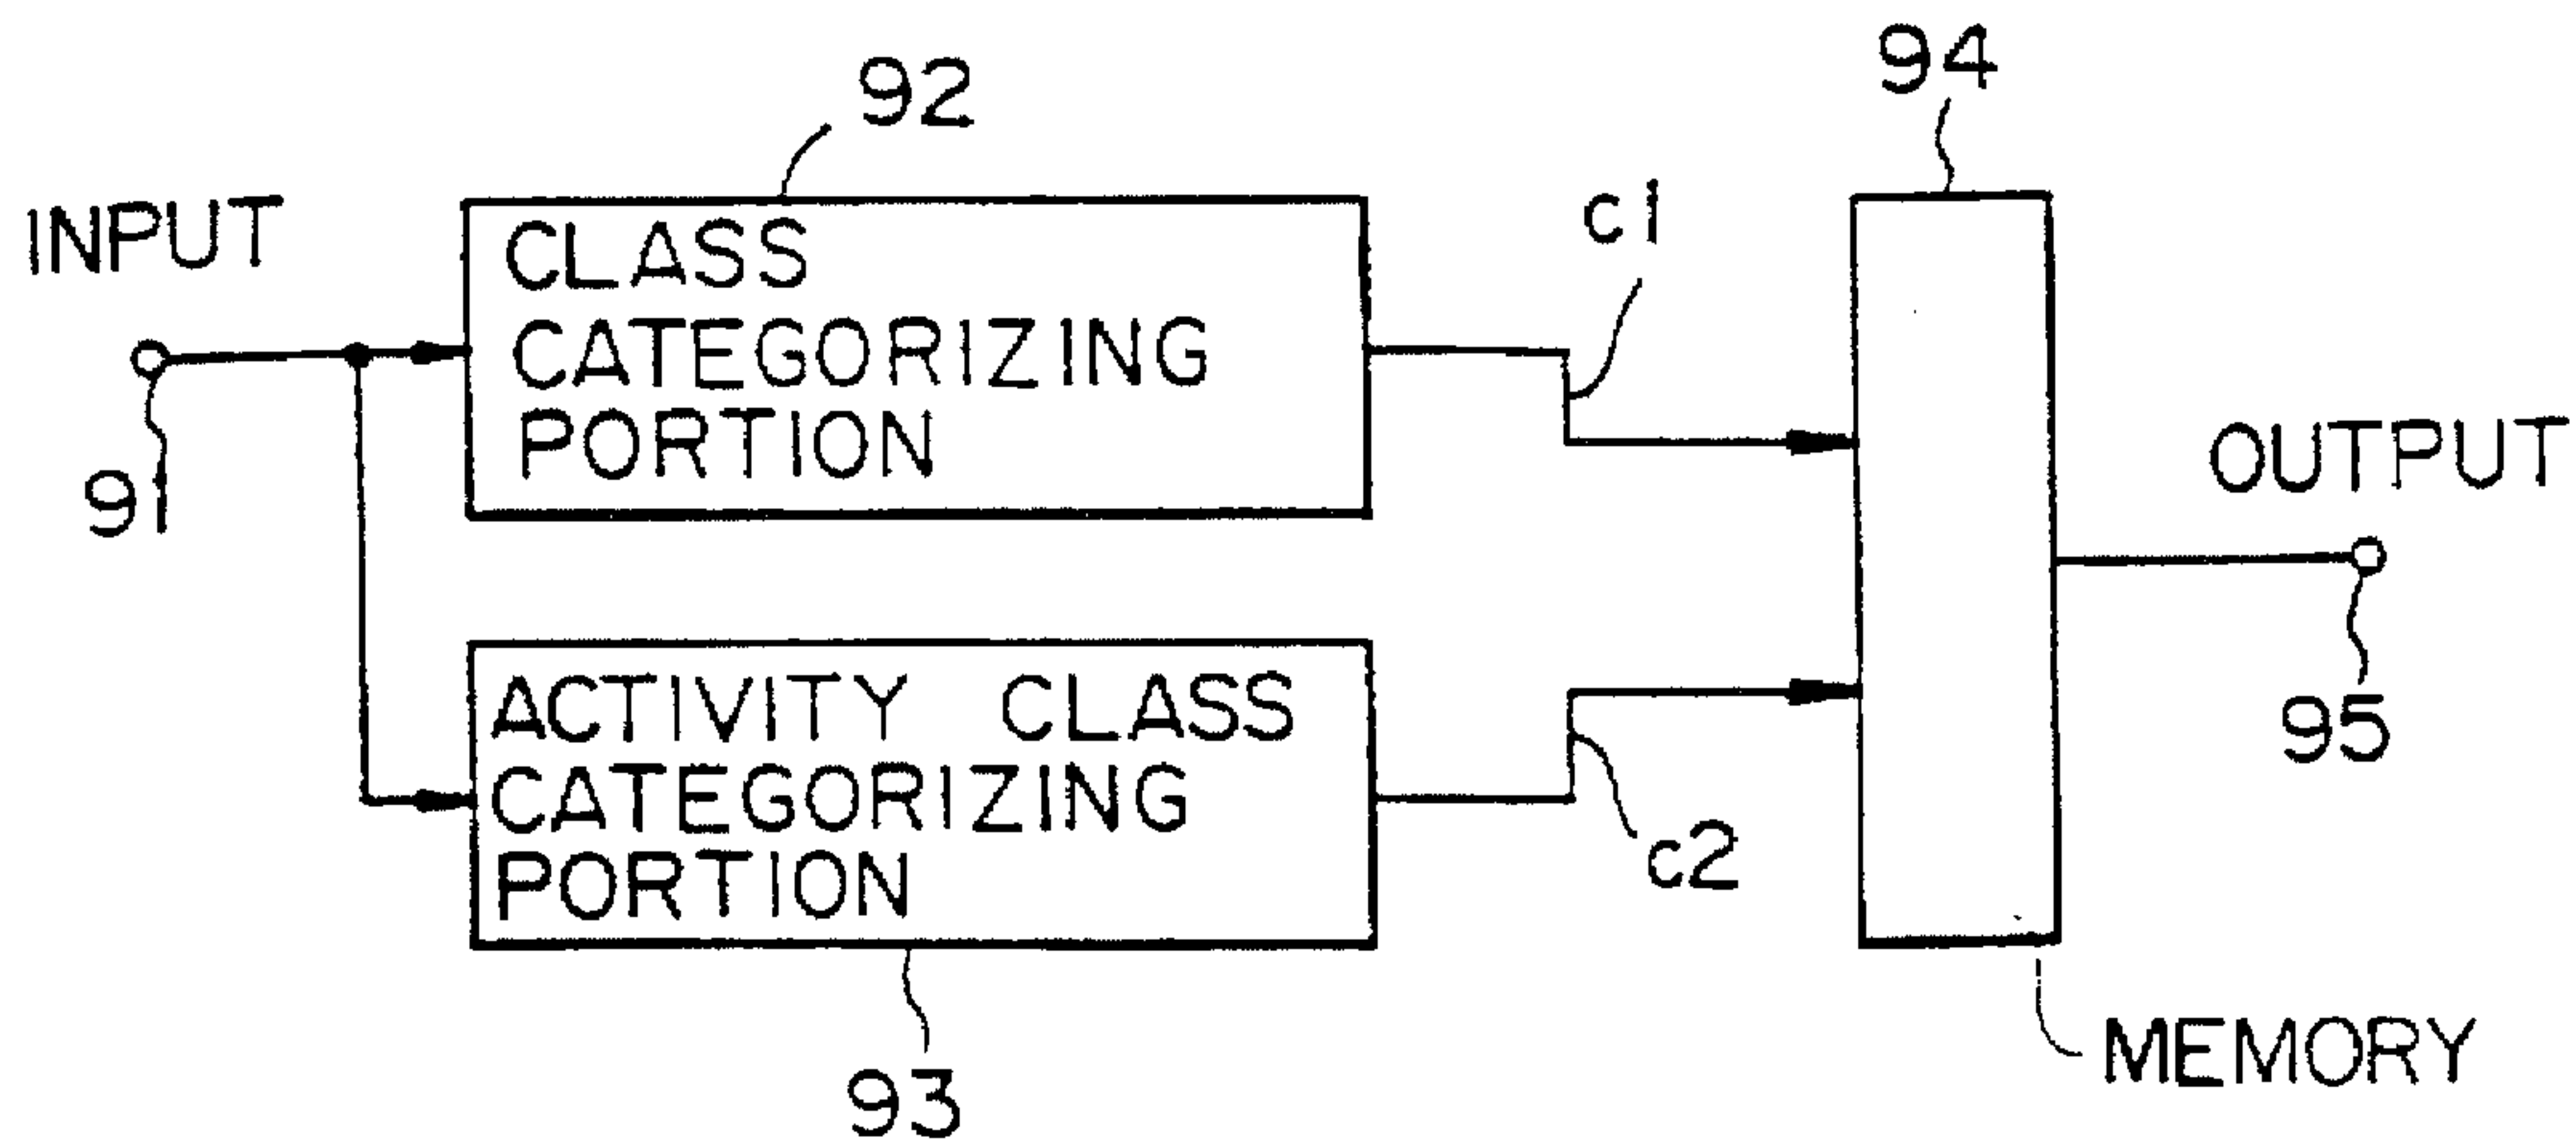 92
94
INPUT
CLASS
CATEGORIZING
PORTION
c1
91
OUTPUT
ACTIVITY CLASS
CATEGORIZING
PORTION
c2
95
93
MEMORY